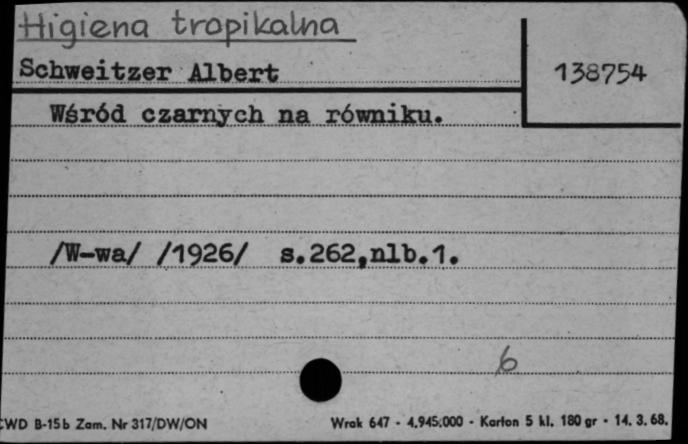 Higiena tropikalna
Schweitzer Albert
138754
Wśród czarnych na równiku.
/W-wa/ /1926/ s.262,nlb.1.
6
CWD B-15b Zam. Nr 317/DW/ON
Wrak 647 - 4.945.000 - Karton 5 kl. 180 gr - 14. 3. 68.